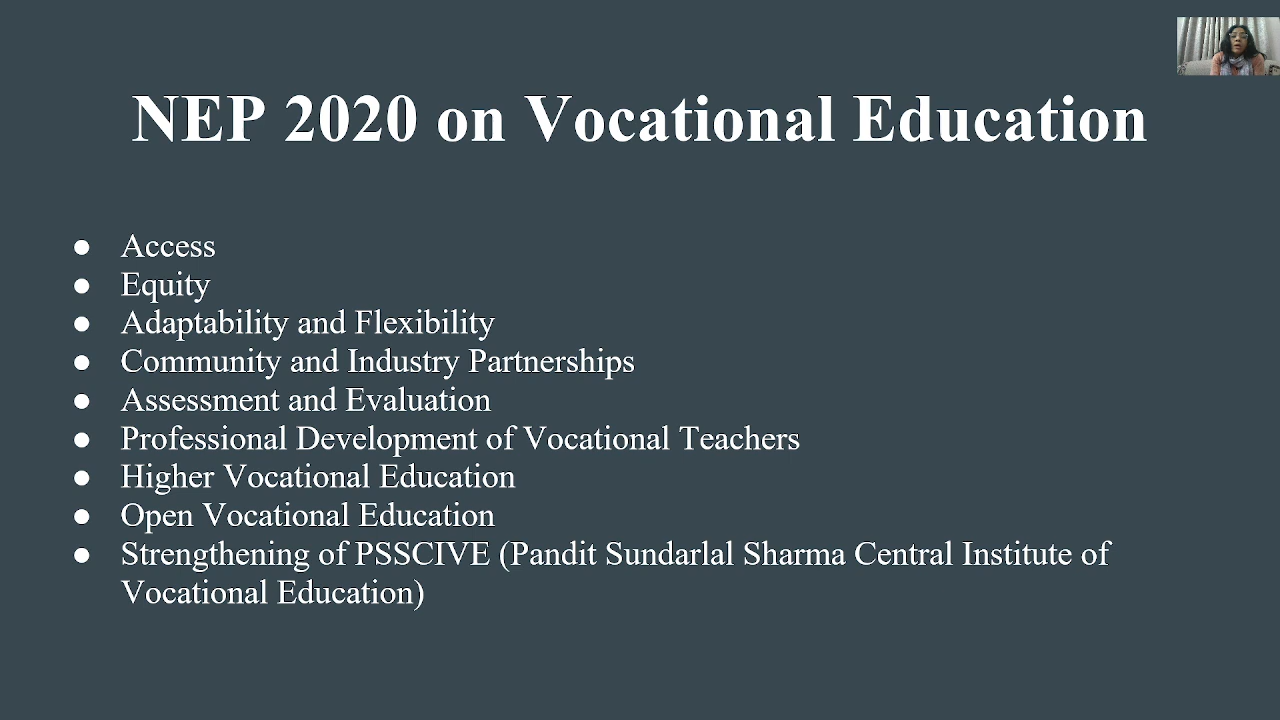 NEP 2020 on Vocational Education
● Access
● Equity
● Adaptability and Flexibility
● Community and Industry Partnerships
● Assessment and Evaluation
● Professional Development of Vocational Teachers
● Higher Vocational Education
● Open Vocational Education
● Strengthening of PSSCIVE (Pandit Sundarlal Sharma Central Institute of
Vocational Education)